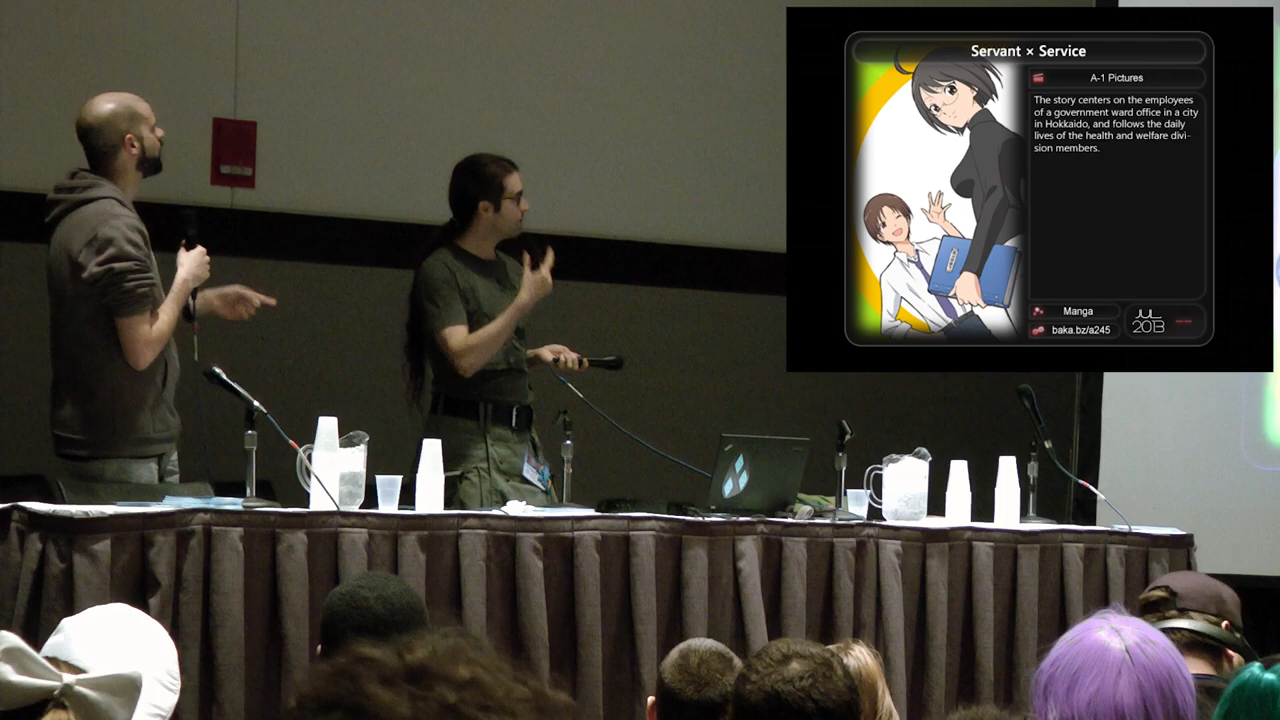 Servant × Service
A-1 Pictures
The story centers on the employees
of a government ward office in a city
in Hokkaido, and follows the daily
lives of the health and welfare divi-
sion members.
Manga
baka.bz/a245
JUL
2013